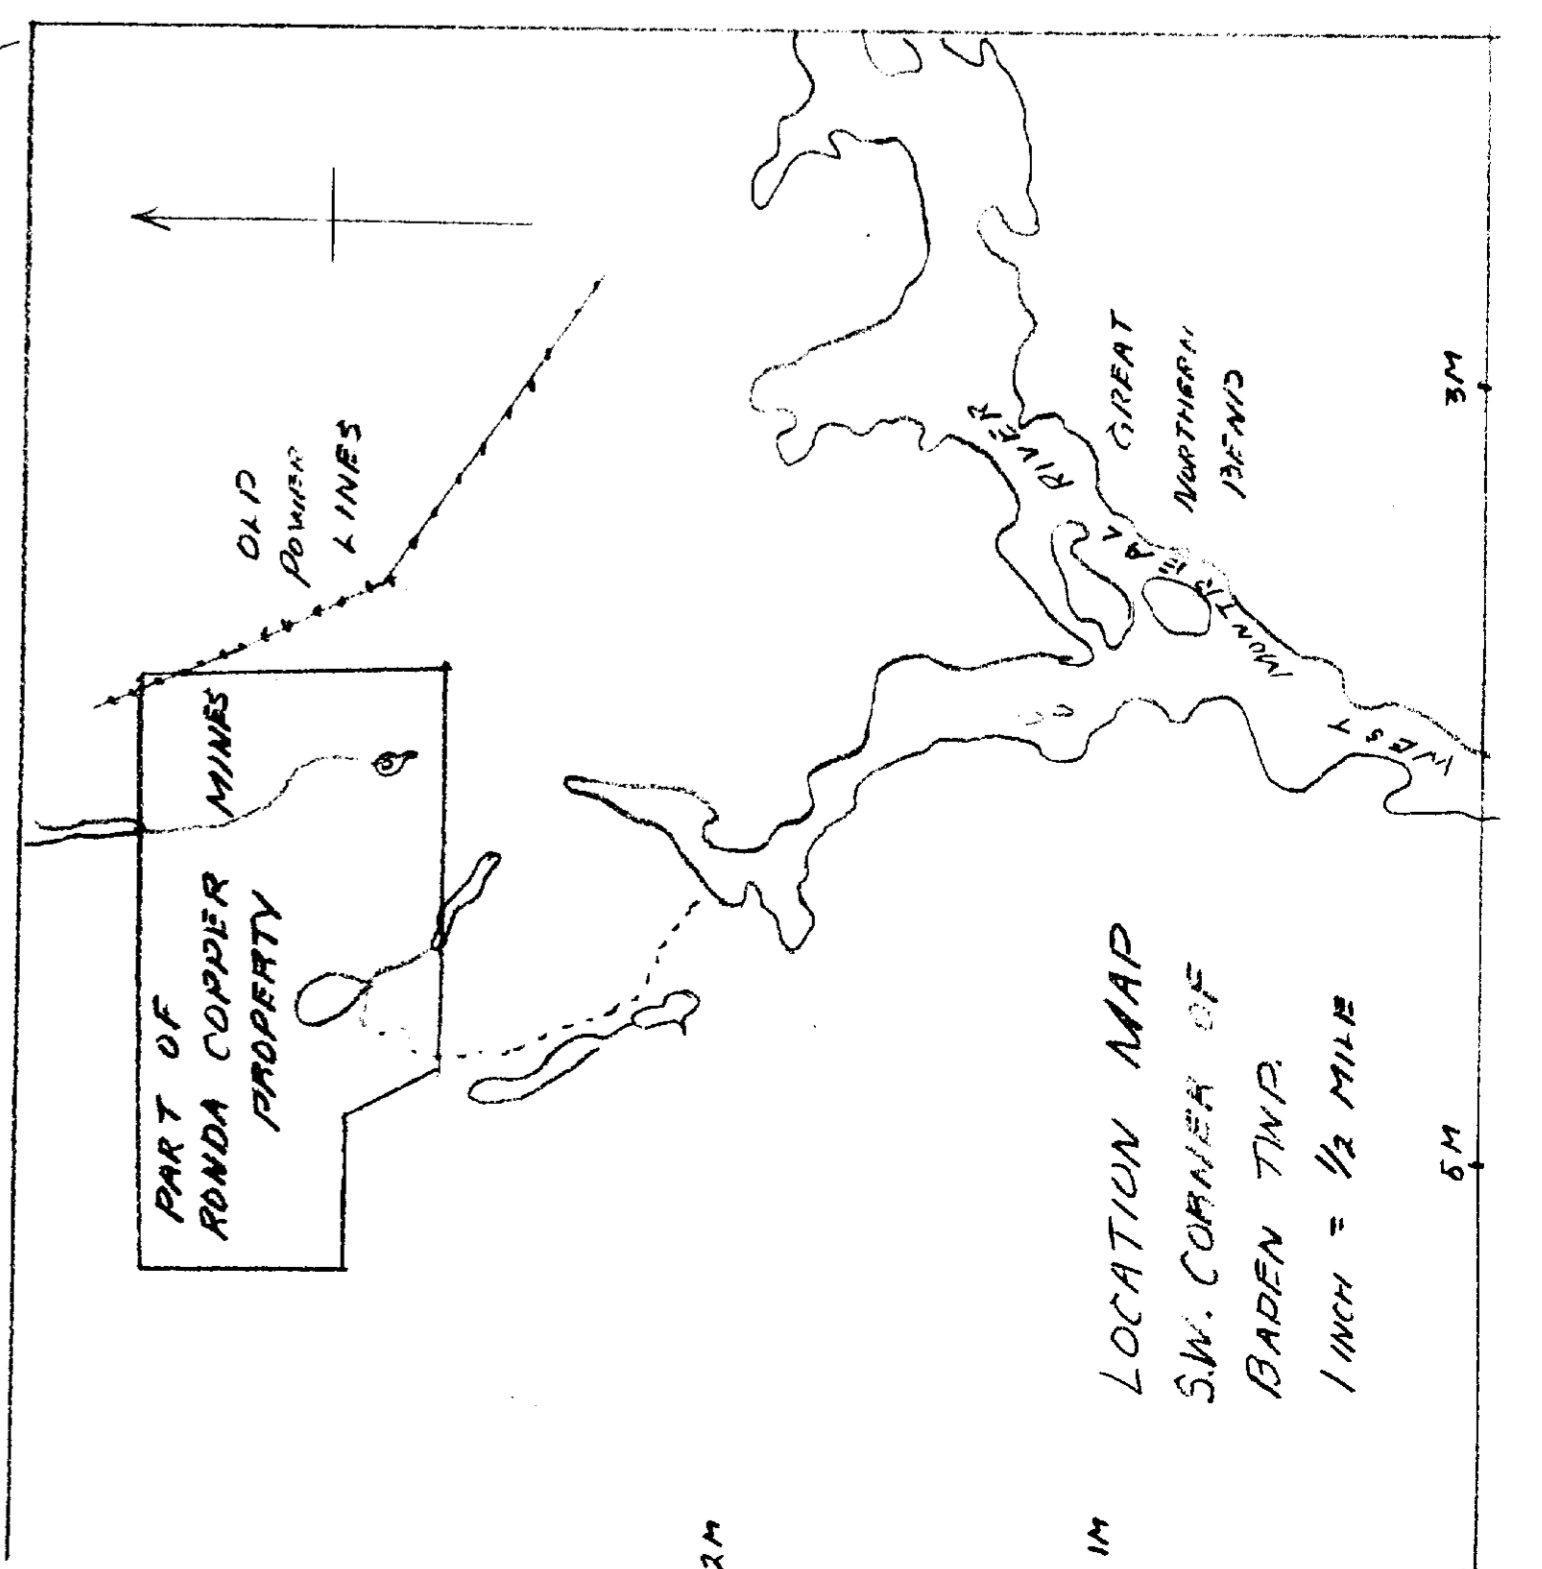 OLD
POWER
LINES
PART OF
RONDA COPPER MINES
PROPERTY
GREAT
NORTHERN
BEND
WEST MONTREAL RIVER
LOCATION MAP
S.W. CORNER OF
BADEN TWP.
1 INCH = 1/2 MILE
2M
1M
5M
3M